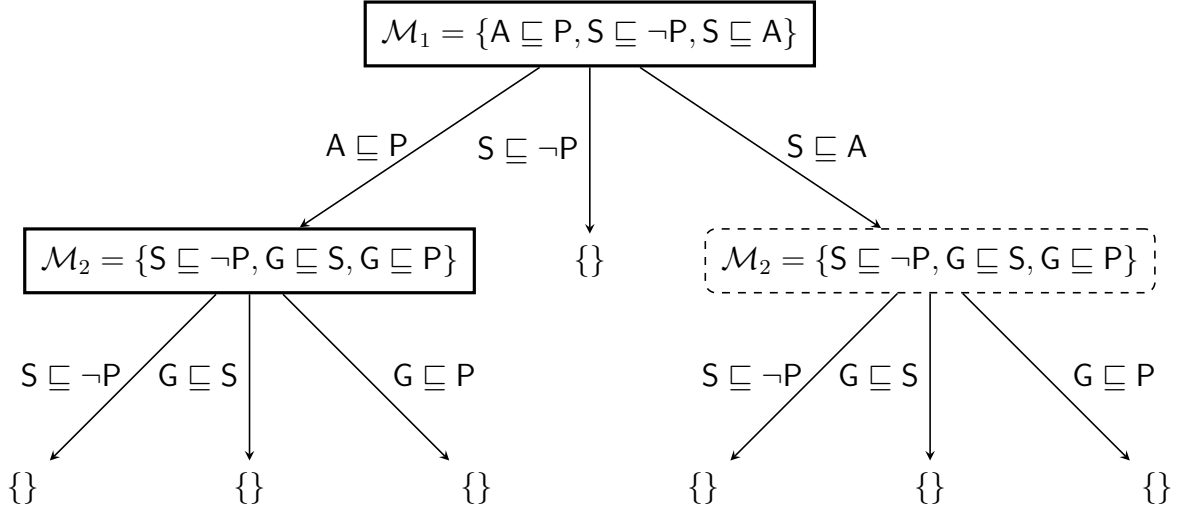 ℳ₁ = {A ⊑ P, S ⊑ ¬P, S ⊑ A}
A ⊑ P
S ⊑ ¬P
S ⊑ A
ℳ₂ = {S ⊑ ¬P, G ⊑ S, G ⊑ P}
{}
ℳ₂ = {S ⊑ ¬P, G ⊑ S, G ⊑ P}
S ⊑ ¬P
G ⊑ S
G ⊑ P
S ⊑ ¬P
G ⊑ S
G ⊑ P
{}
{}
{}
{}
{}
{}